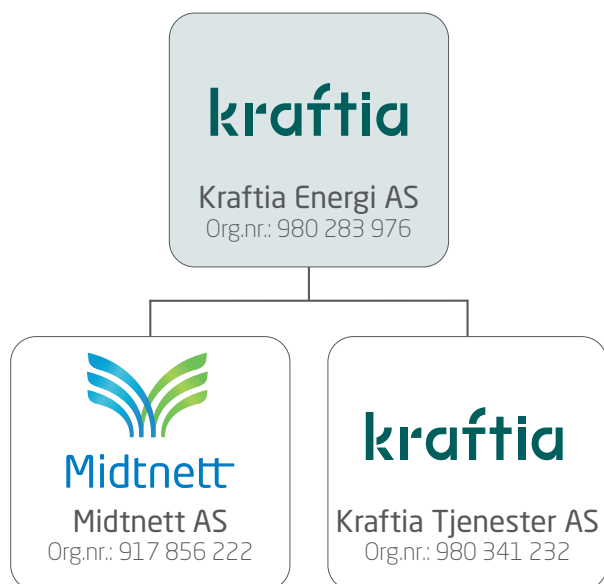 kraftia
Kraftia Energi AS
Org.nr.: 980 283 976
Midtnett
Midtnett AS
Org.nr.: 917 856 222
kraftia
Kraftia Tjenester AS
Org.nr.: 980 341 232